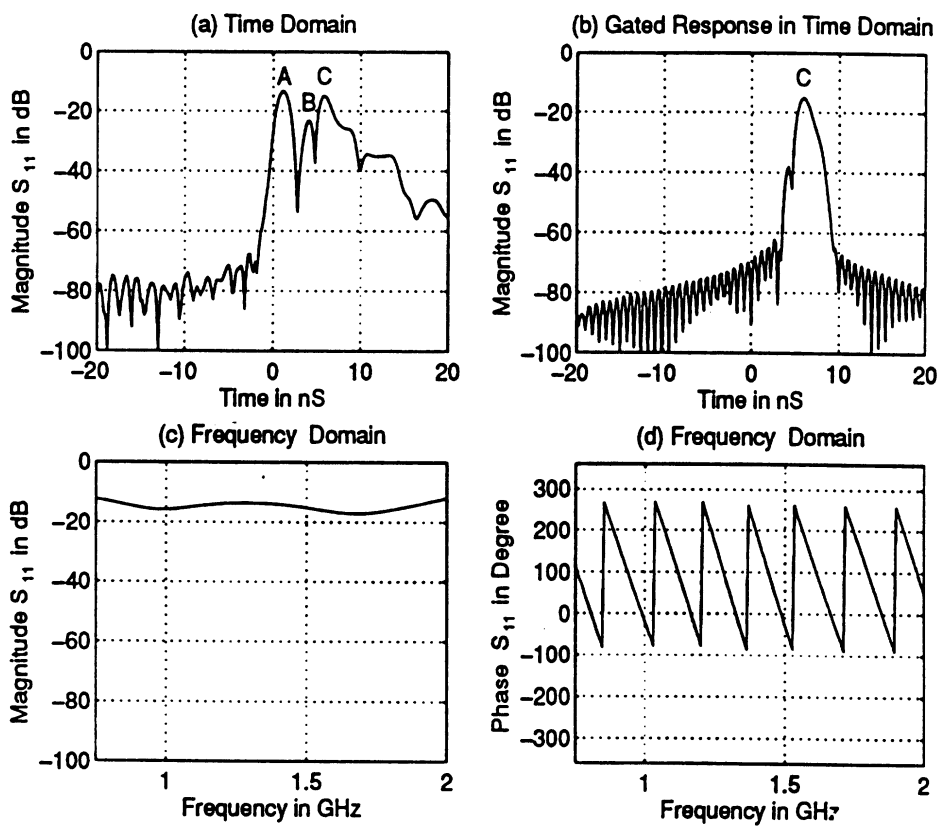 (a) Time Domain
0
−20
−40
−60
−80
−100
A
B
C
−20
−10
0
10
20
Time in nS
Magnitude S 11 in dB
(b) Gated Response in Time Domain
0
−20
−40
−60
−80
−100
C
−20
−10
0
10
20
Time in nS
Magnitude S 11 in dB
(c) Frequency Domain
0
−20
−40
−60
−80
−100
1
1.5
2
Frequency in GHz
Magnitude S 11 in dB
(d) Frequency Domain
300
200
100
0
−100
−200
−300
1
1.5
2
Frequency in GHz
Phase S 11 in Degree